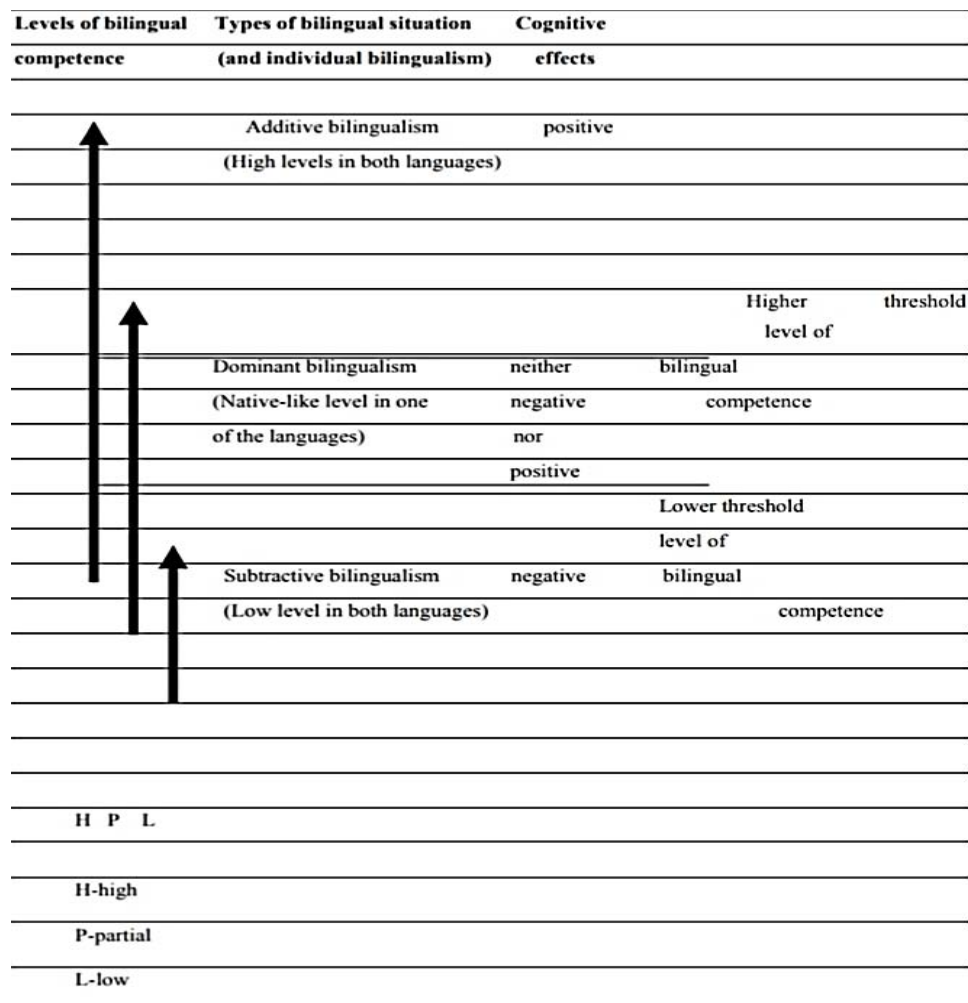 Levels of bilingual Types of bilingual situation Cognitive
competence (and individual bilingualism) effects
Additive bilingualism positive
(High levels in both languages)
Higher threshold
level of
Dominant bilingualism neither bilingual
(Native-like level in one negative competence
of the languages) nor
positive
Lower threshold
level of
Subtractive bilingualism negative bilingual
(Low level in both languages) competence
H P L
H-high
P-partial
L-low